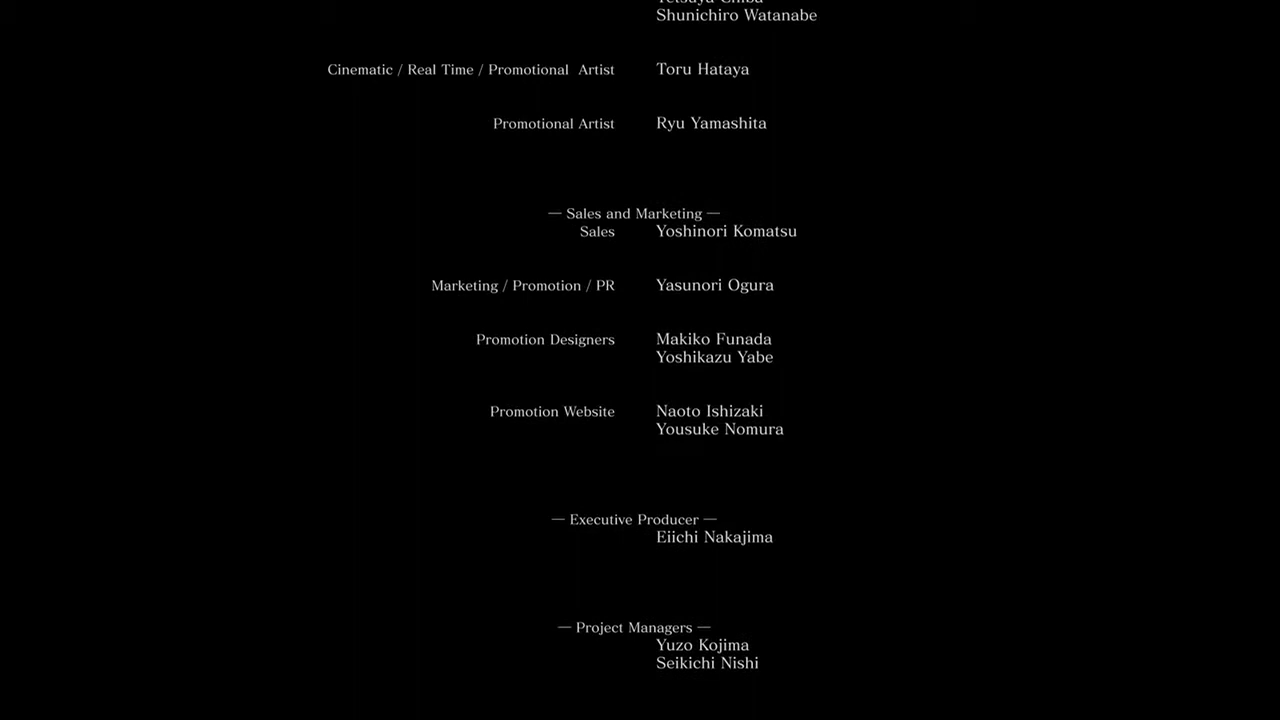 Shunichiro Watanabe
Cinematic / Real Time / Promotional Artist Toru Hataya
Promotional Artist Ryu Yamashita
— Sales and Marketing —
Sales Yoshinori Komatsu
Marketing / Promotion / PR Yasunori Ogura
Promotion Designers Makiko Funada
Yoshikazu Yabe
Promotion Website Naoto Ishizaki
Yousuke Nomura
— Executive Producer —
Eiichi Nakajima
— Project Managers —
Yuzo Kojima
Seikichi Nishi